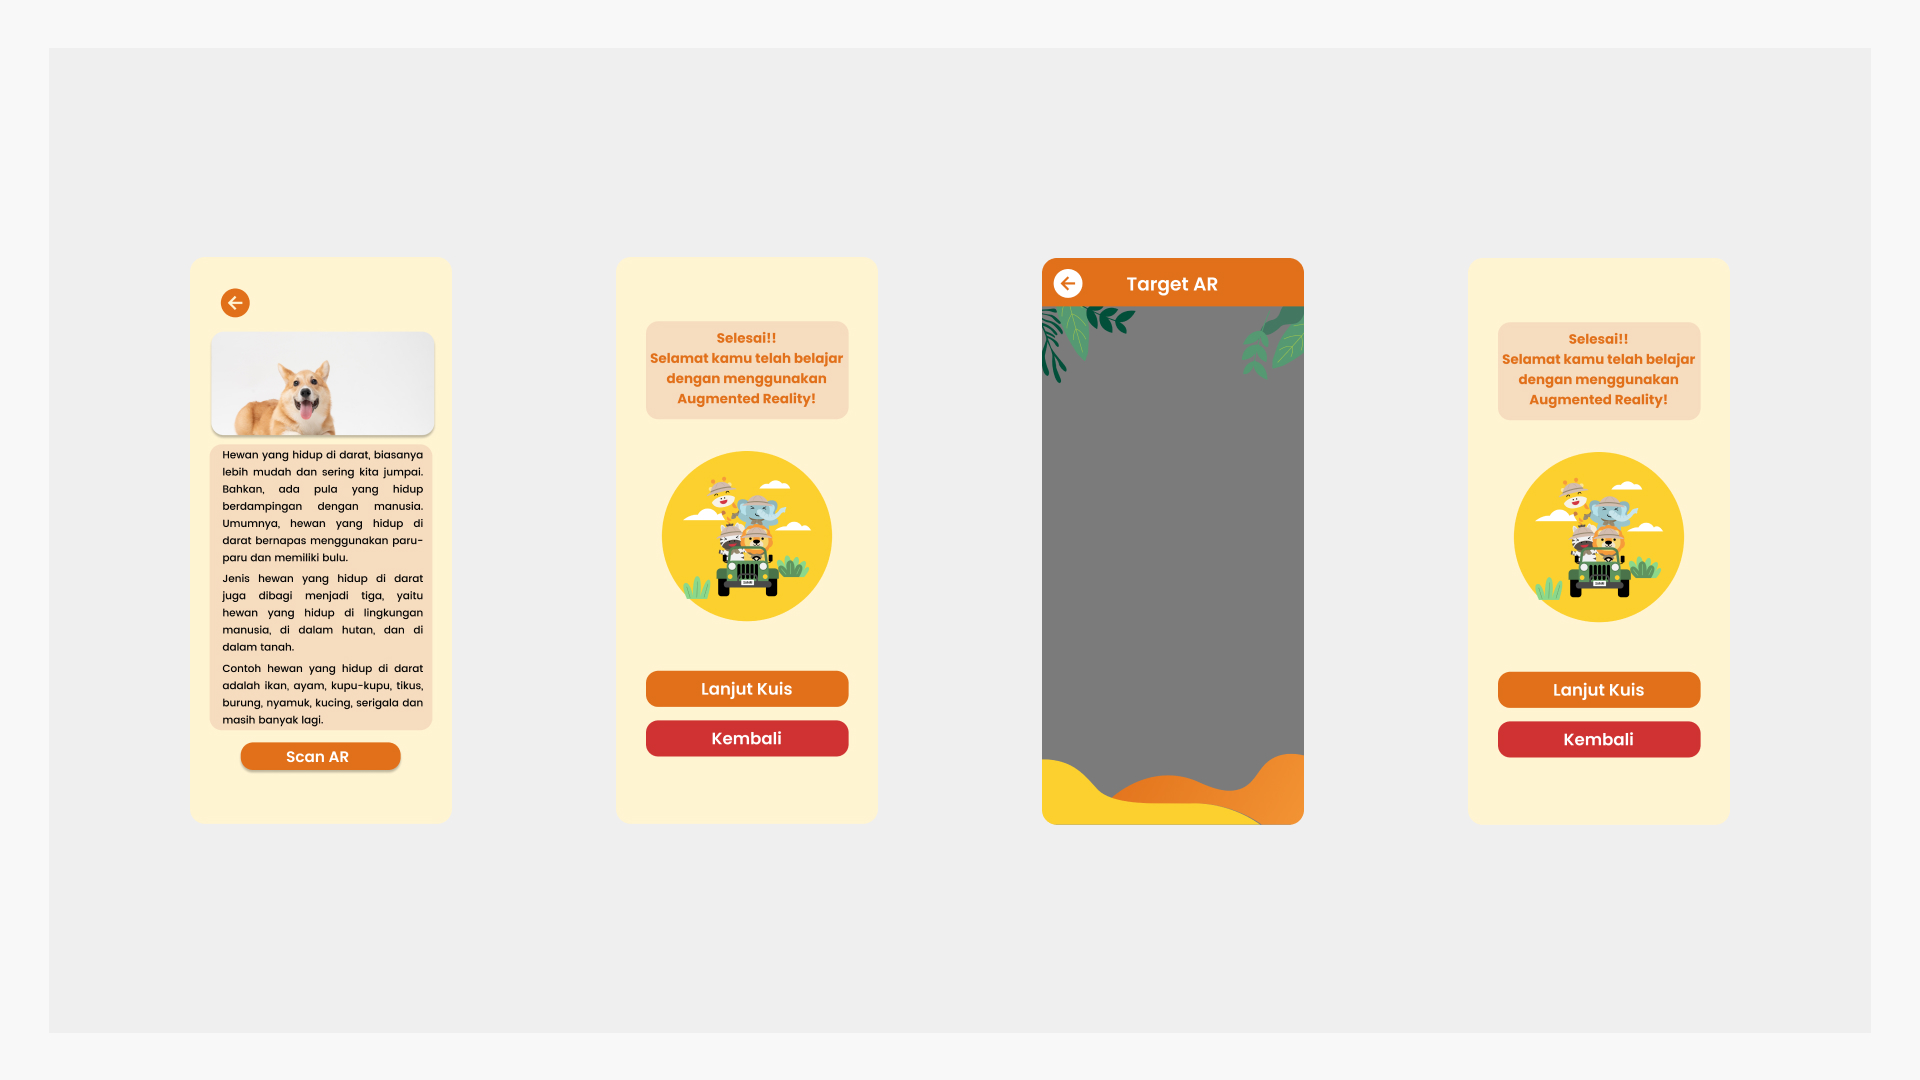 Hewan yang hidup di darat, biasanya
lebih mudah dan sering kita jumpai.
Bahkan, ada pula yang hidup
berdampingan dengan manusia.
Umumnya, hewan yang hidup di
darat bernapas menggunakan paru-
paru dan memiliki bulu.
Jenis hewan yang hidup di darat
juga dibagi menjadi tiga, yaitu
hewan yang hidup di lingkungan
manusia, di dalam hutan, dan di
dalam tanah.
Contoh hewan yang hidup di darat
adalah ikan, ayam, kupu-kupu, tikus,
burung, nyamuk, kucing, serigala dan
masih banyak lagi.
Scan AR
Selesai!!
Selamat kamu telah belajar
dengan menggunakan
Augmented Reality!
Lanjut Kuis
Kembali
Target AR
Selesai!!
Selamat kamu telah belajar
dengan menggunakan
Augmented Reality!
Lanjut Kuis
Kembali